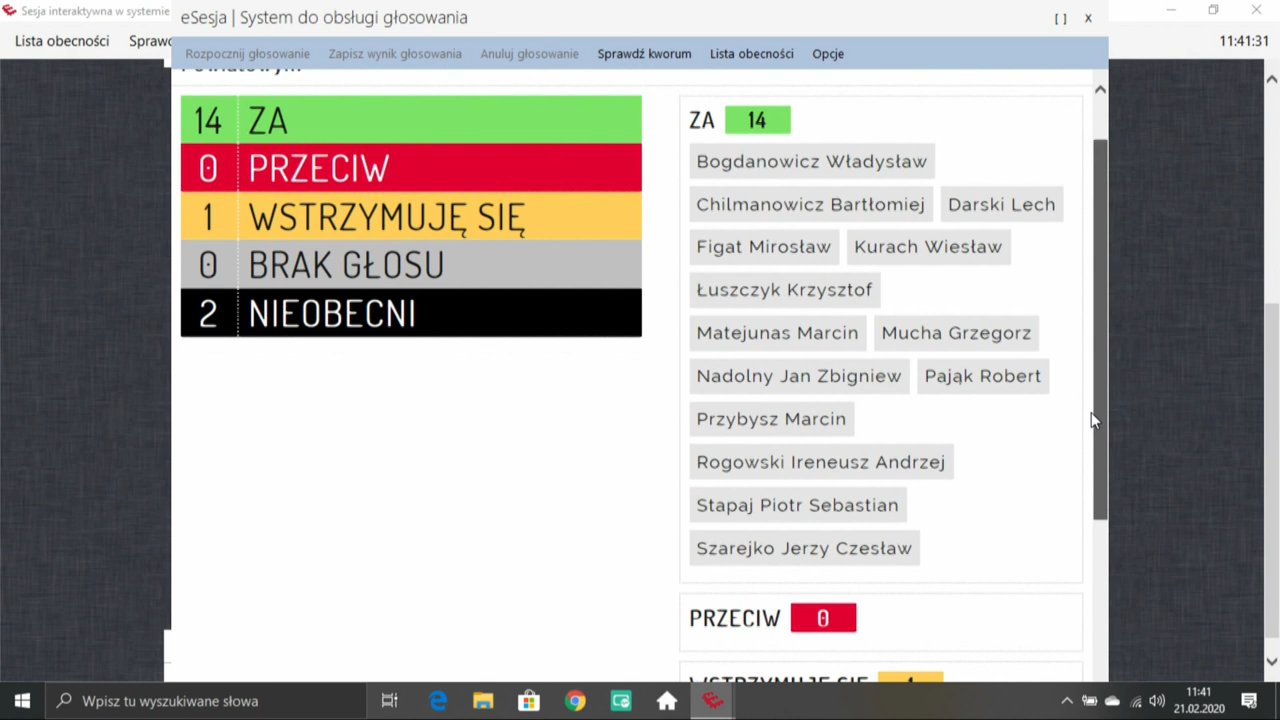 Sesja interaktywna w systemie
eSesja | System do obsługi głosowania
[ ] x
Lista obecności
11:41:31
Rozpocznij głosowanie Zapisz wynik głosowania Anuluj głosowanie Sprawdź kworum Lista obecności Opcje
14 ZA
0 PRZECIW
1 WSTRZYMUJĘ SIĘ
0 BRAK GŁOSU
2 NIEOBECNI
ZA 14
Bogdanowicz Władysław
Chilmanowicz Bartłomiej Darski Lech
Figat Mirosław Kurach Wiesław
Łuszczyk Krzysztof
Matejunas Marcin Mucha Grzegorz
Nadolny Jan Zbigniew Pająk Robert
Przybysz Marcin
Rogowski Ireneusz Andrzej
Stapaj Piotr Sebastian
Szarejko Jerzy Czesław
PRZECIW 0
WSTRZYMUJĘ SIĘ 1
Wpisz tu wyszukiwane słowa
11:41
21.02.2020